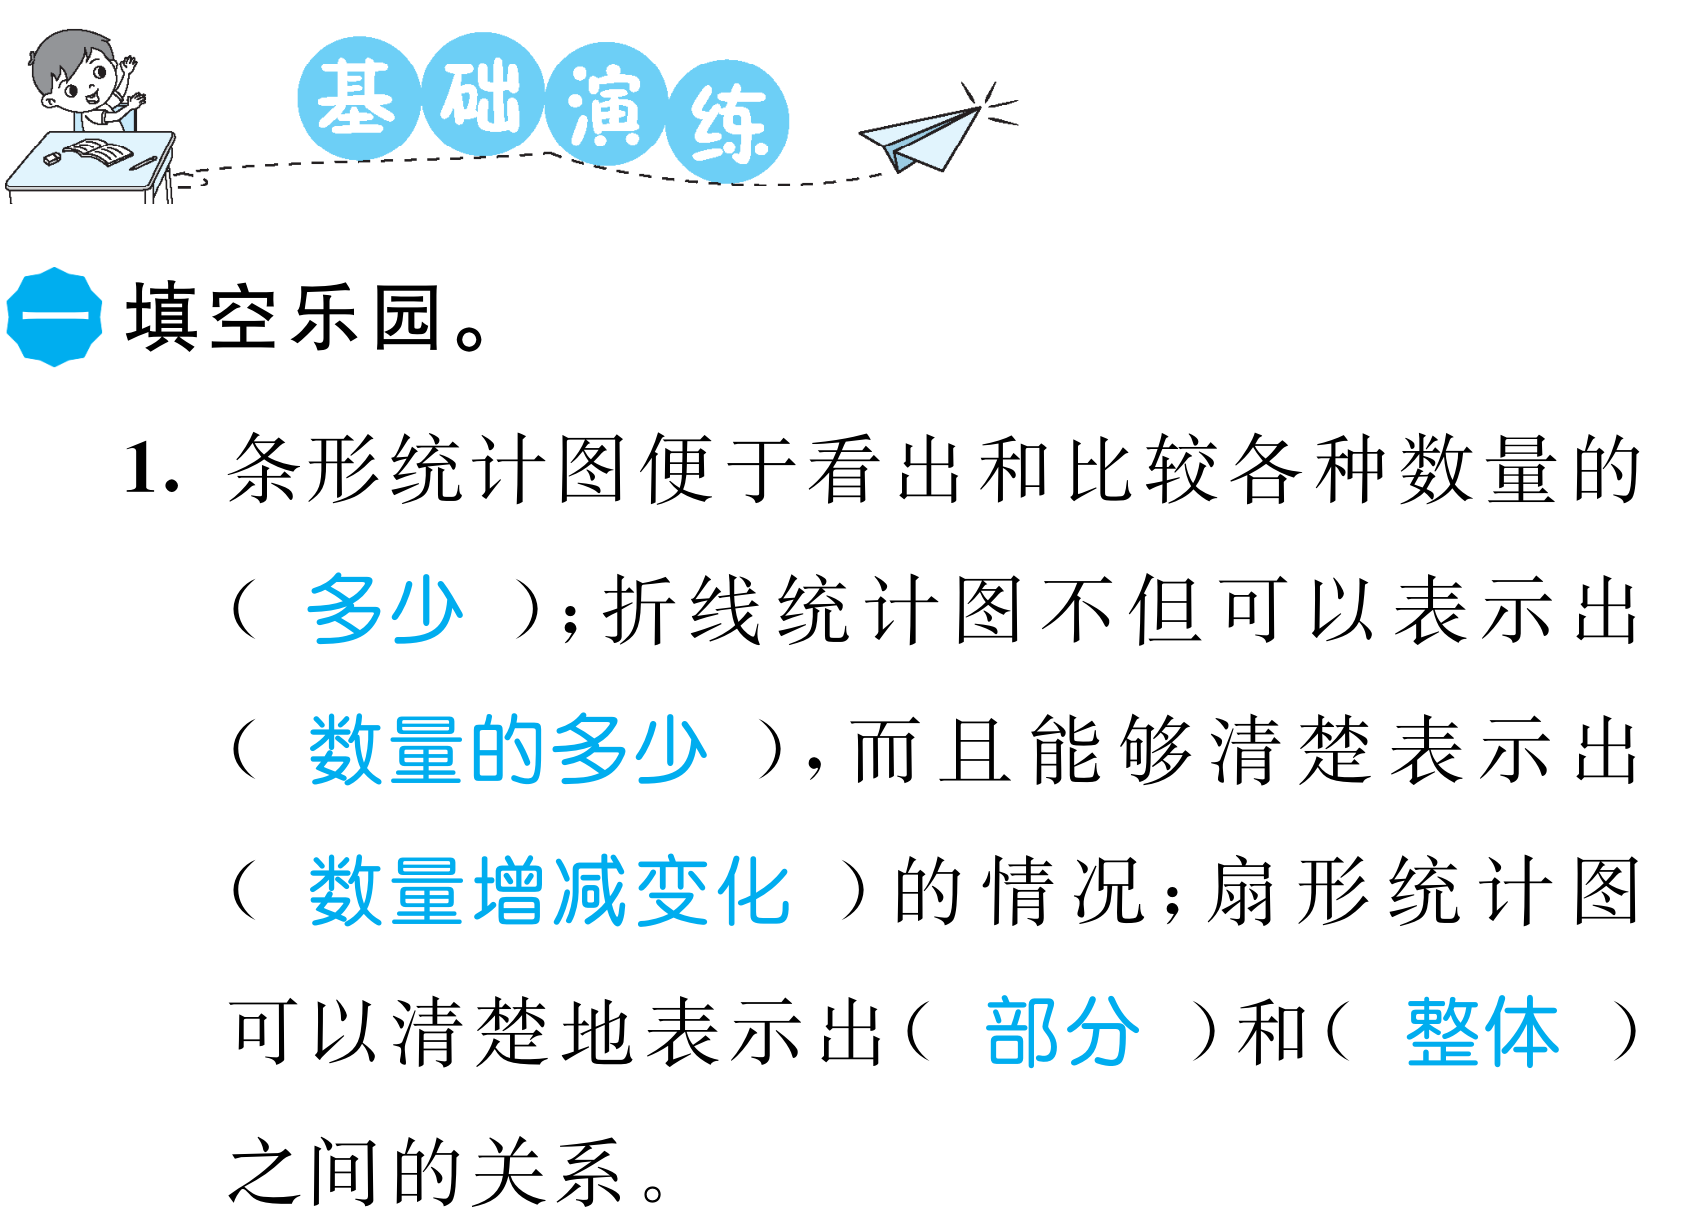 基础演练
一 填空乐园。
1. 条形统计图便于看出和比较各种数量的
（ 多少 ）；折线统计图不但可以表示出
（ 数量的多少 ），而且能够清楚表示出
（ 数量增减变化 ）的情况；扇形统计图
可以清楚地表示出（ 部分 ）和（ 整体 ）
之间的关系。